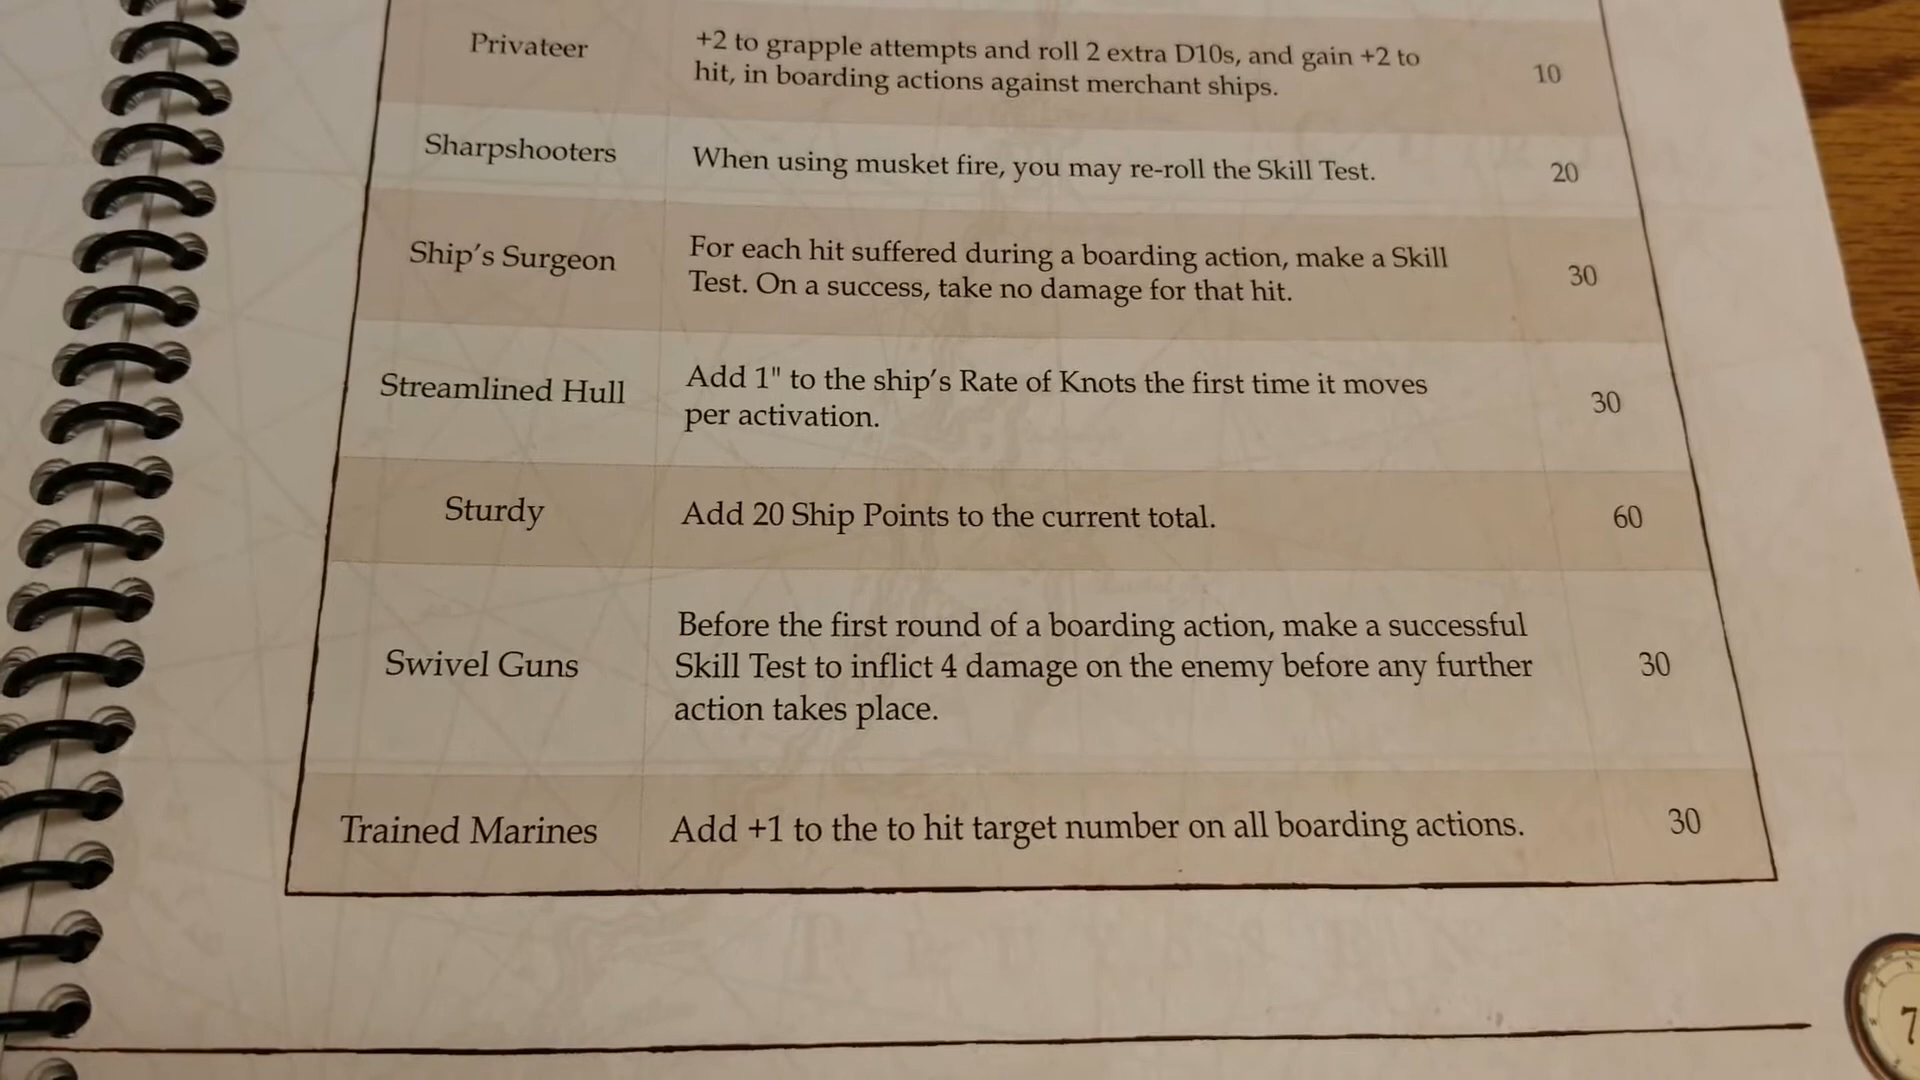 Privateer
+2 to grapple attempts and roll 2 extra D10s, and gain +2 to
hit, in boarding actions against merchant ships.
10
Sharpshooters
When using musket fire, you may re-roll the Skill Test.
20
Ship's Surgeon
For each hit suffered during a boarding action, make a Skill
Test. On a success, take no damage for that hit.
30
Streamlined Hull
Add 1" to the ship's Rate of Knots the first time it moves
per activation.
30
Sturdy
Add 20 Ship Points to the current total.
60
Swivel Guns
Before the first round of a boarding action, make a successful
Skill Test to inflict 4 damage on the enemy before any further
action takes place.
30
Trained Marines
Add +1 to the to hit target number on all boarding actions.
30